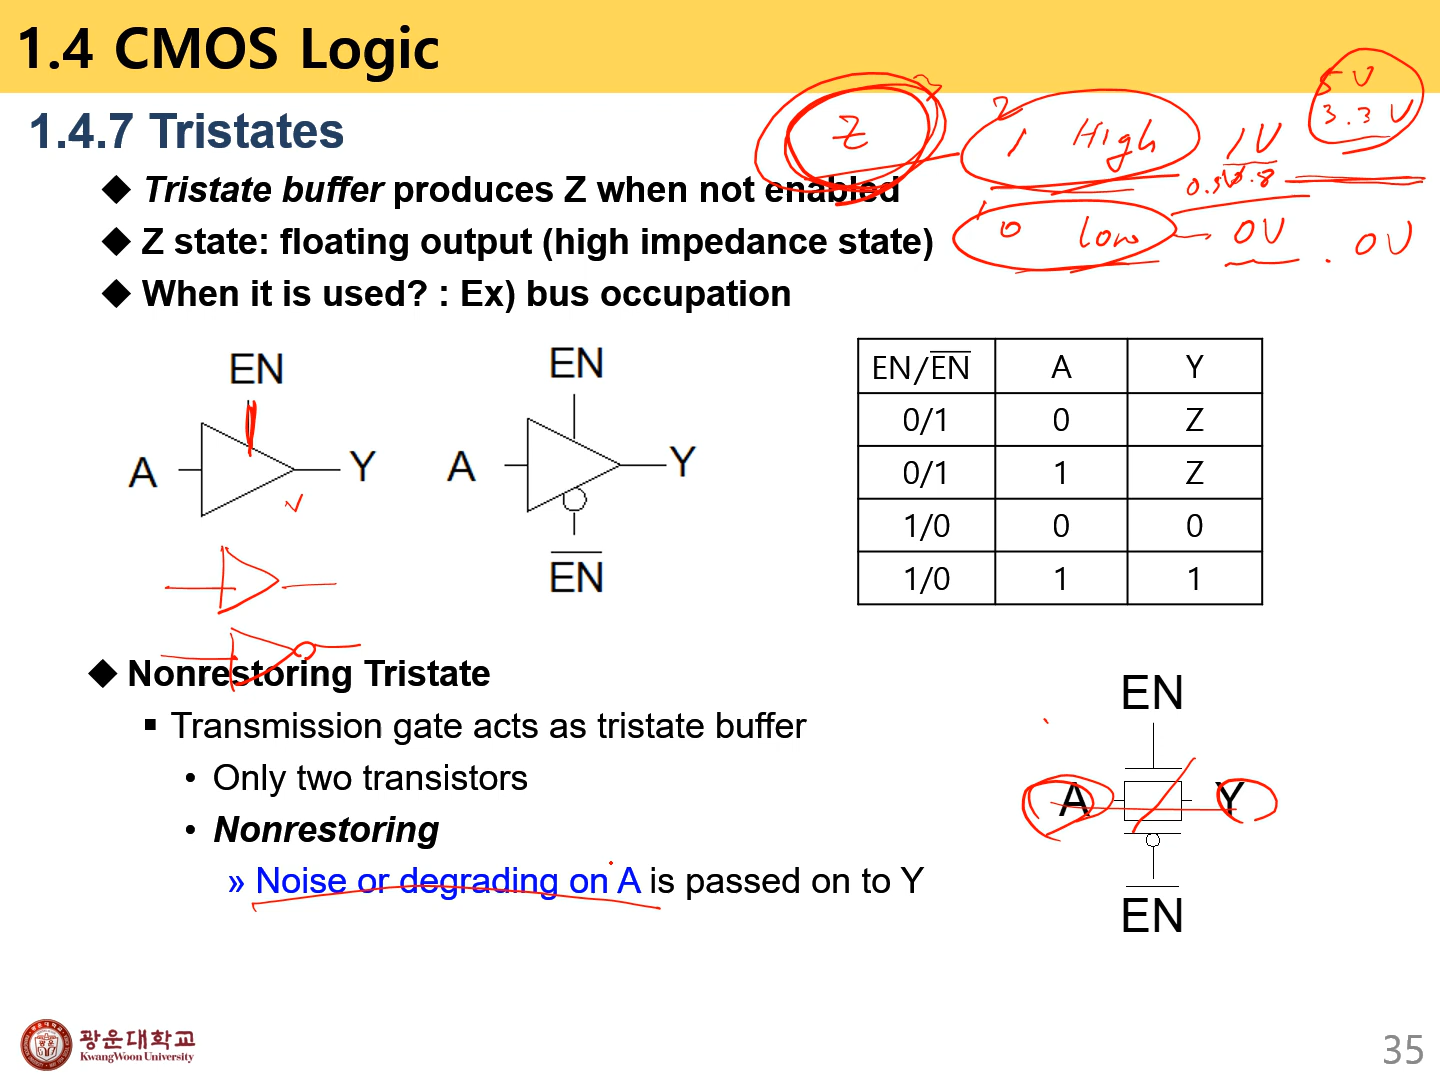 1.4 CMOS Logic
5V
3.3V
1.4.7 Tristates
Z
2
1 High
1V
◆ Tristate buffer produces Z when not enabled
1
0 low
0V
0V
◆ Z state: floating output (high impedance state)
◆ When it is used? : Ex) bus occupation
EN
A
Y
EN
A
Y
EN
EN/EN A Y
0/1 0 Z
0/1 1 Z
1/0 0 0
1/0 1 1
◆ Nonrestoring Tristate
▪ Transmission gate acts as tristate buffer
• Only two transistors
• Nonrestoring
» Noise or degrading on A is passed on to Y
EN
A
Y
EN
광운대학교
KwangWoon University
35